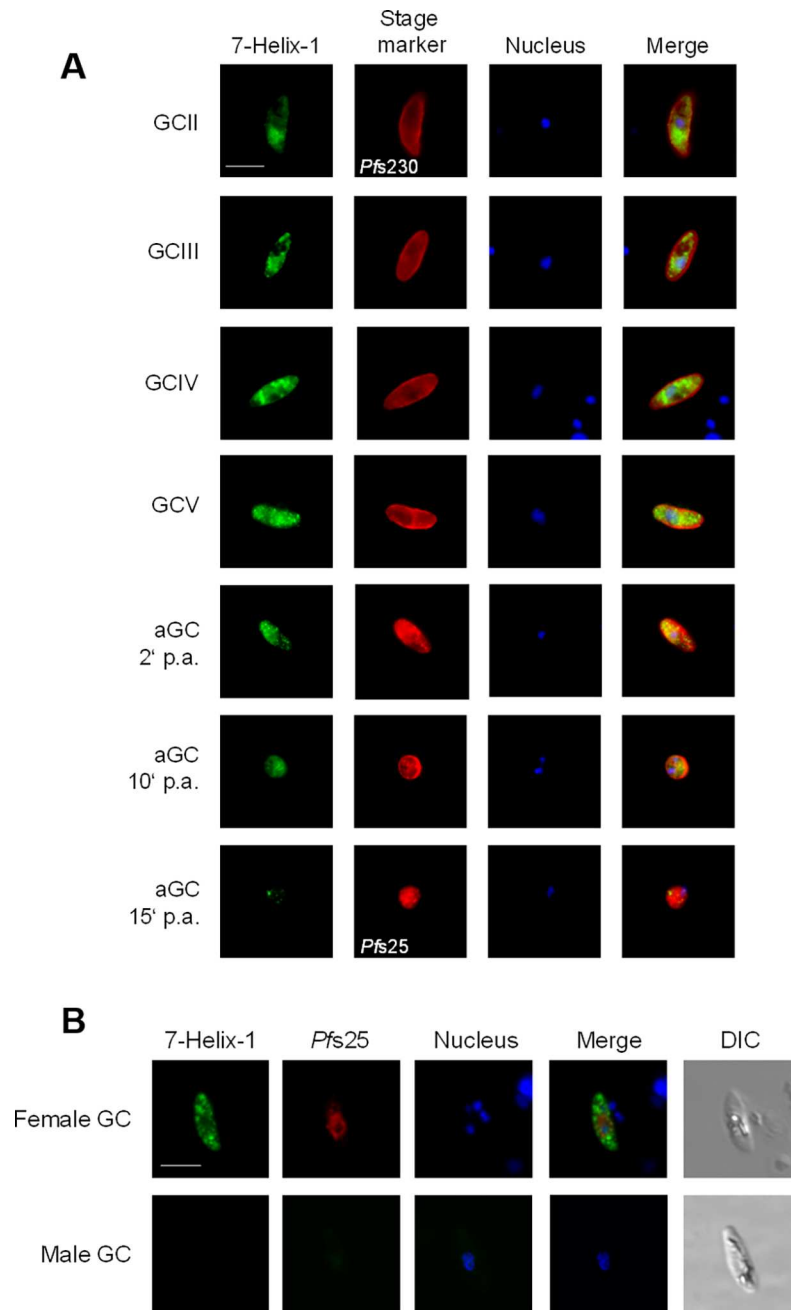 A
7-Helix-1
Stage
marker
Nucleus
Merge
GCII
Pfs230
GCIII
GCIV
GCV
aGC
2‘ p.a.
aGC
10‘ p.a.
aGC
15‘ p.a.
Pfs25
B
7-Helix-1
Pfs25
Nucleus
Merge
DIC
Female GC
Male GC